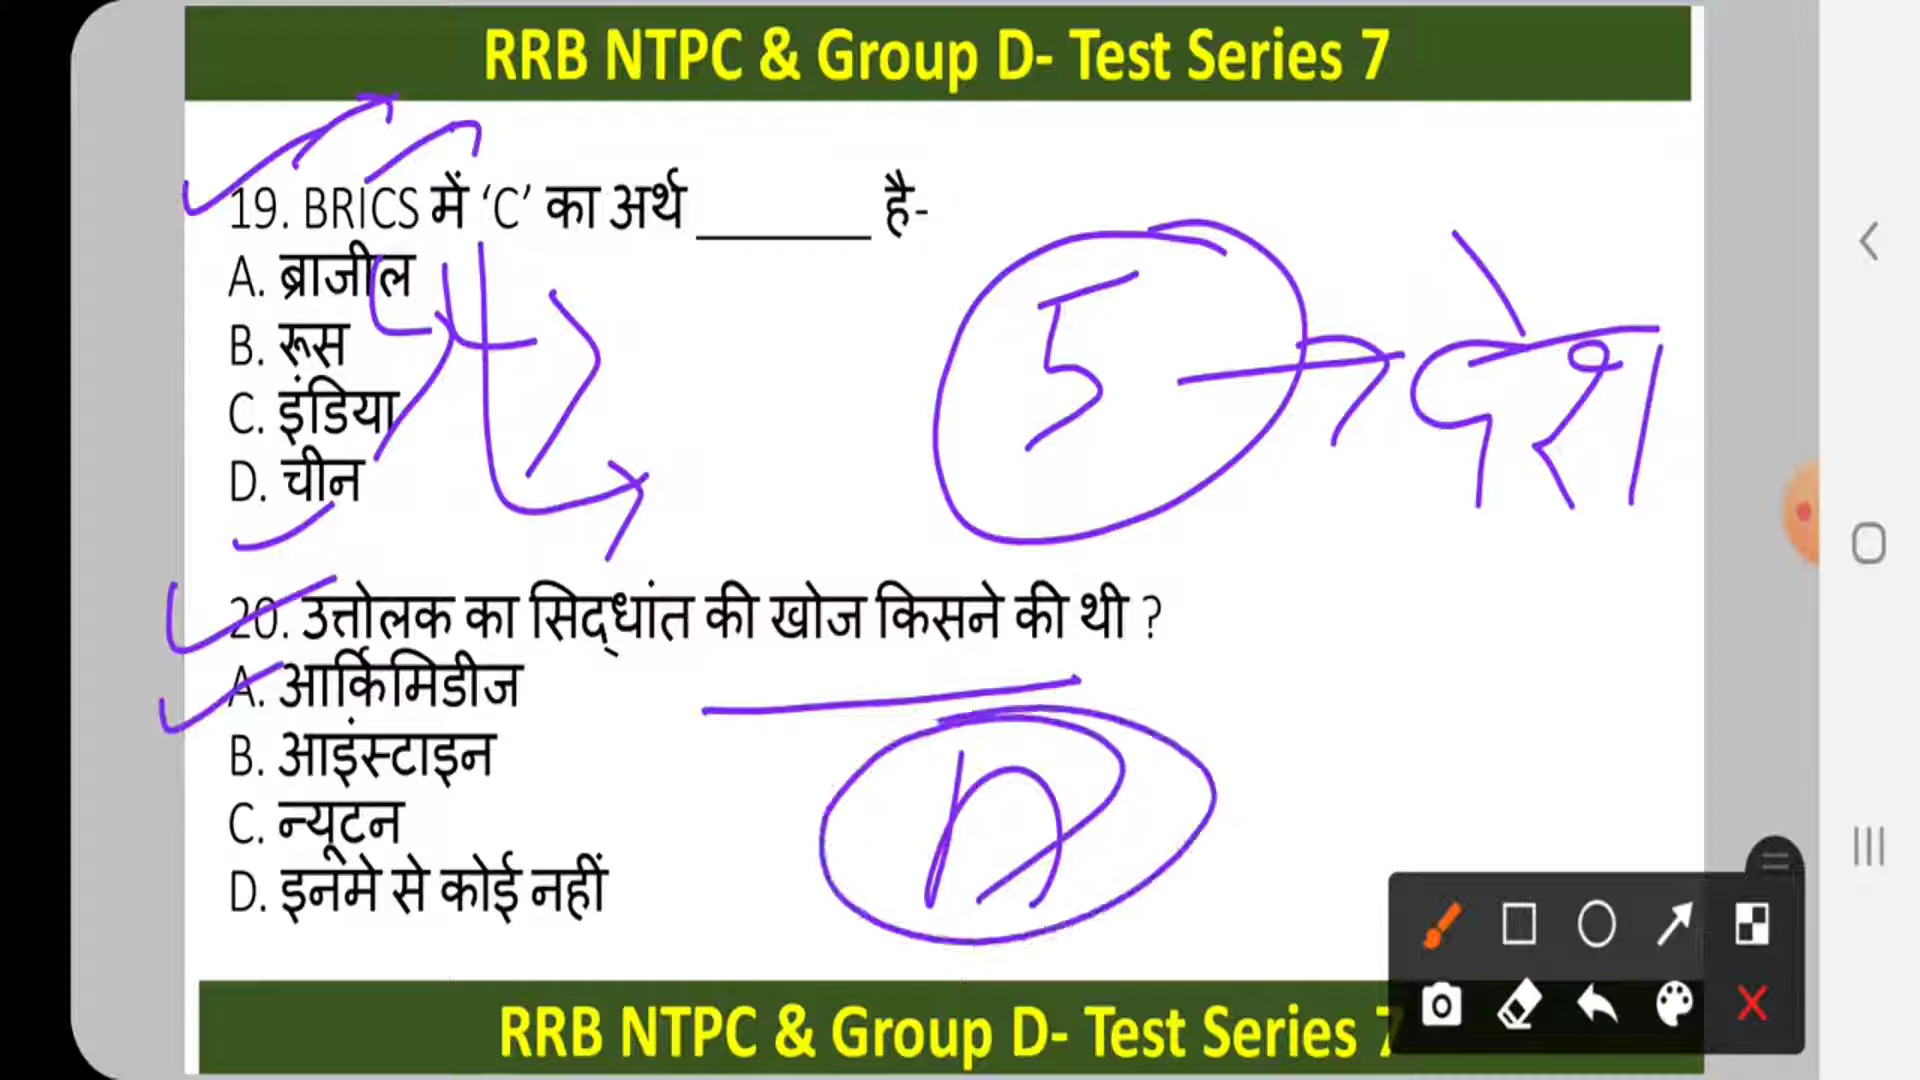 RRB NTPC & Group D- Test Series 7
19. BRICS में ‘C’ का अर्थ ________ है-
A. ब्राजील
B. रूस
C. इंडिया
D. चीन
5 → देश
20. उत्तोलक का सिद्धांत की खोज किसने की थी ?
A. आर्किमिडीज
B. आइंस्टाइन
C. न्यूटन
D. इनमे से कोई नहीं
RRB NTPC & Group D- Test Series 7